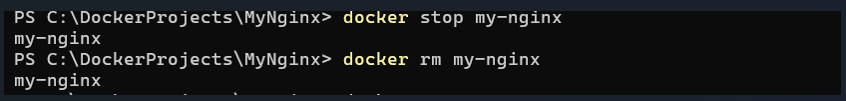 PS C:\DockerProjects\MyNginx> docker stop my-nginx
my-nginx
PS C:\DockerProjects\MyNginx> docker rm my-nginx
my-nginx